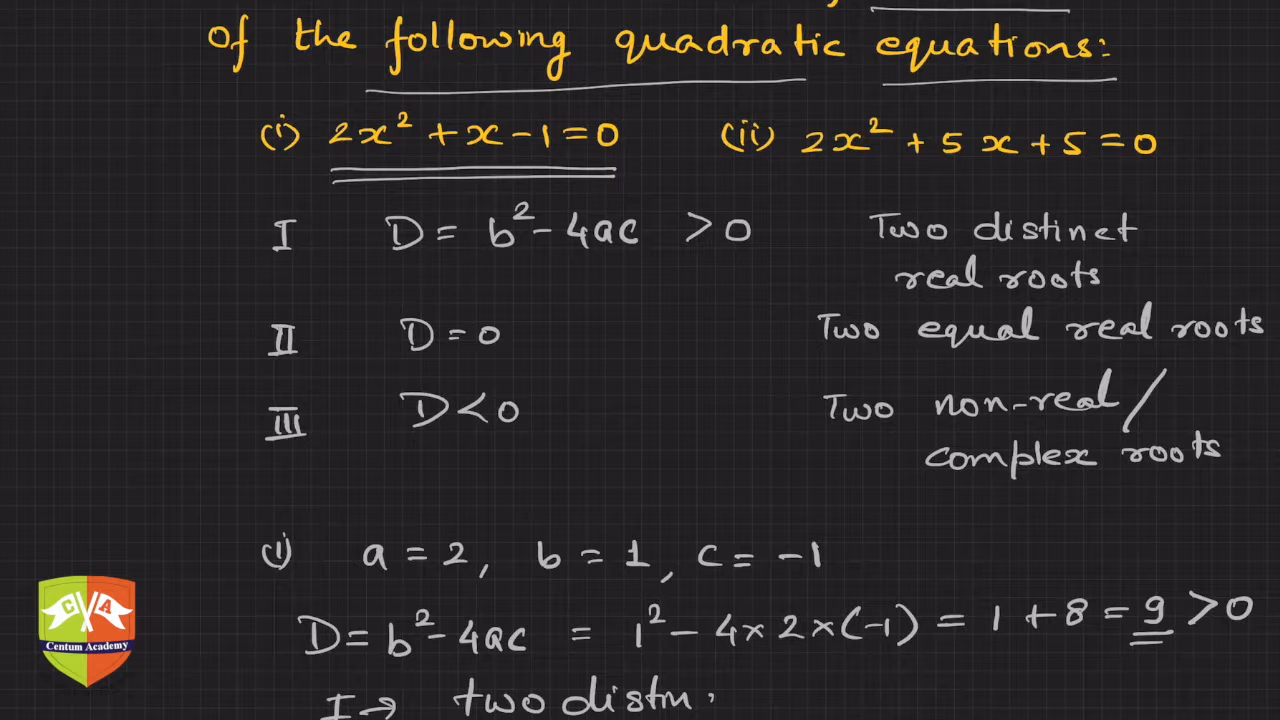 of the following quadratic equations:
(i) 2x² + x - 1 = 0 (ii) 2x² + 5x + 5 = 0
I D = b² - 4ac > 0 Two distinct
real roots
II D = 0 Two equal real roots
III D < 0 Two non-real/
complex roots
(i) a = 2, b = 1, c = -1
D = b² - 4ac = 1² - 4 × 2 × (-1) = 1 + 8 = 9 > 0
I → two distin
C A
Centum Academy